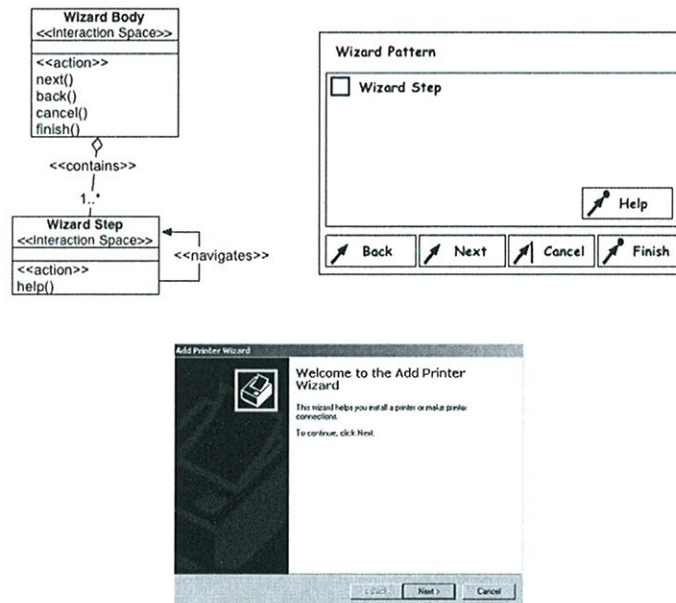 Wizard Body
<<Interaction Space>>
<<action>>
next()
back()
cancel()
finish()
<<contains>>
1..*
Wizard Step
<<Interaction Space>>
<<navigates>>
<<action>>
help()
Wizard Pattern
Wizard Step
Help
Back Next Cancel Finish
Add Printer Wizard
Welcome to the Add Printer
Wizard
This wizard helps you install a printer or make printer
connections.
To continue, click Next.
< Back Next > Cancel